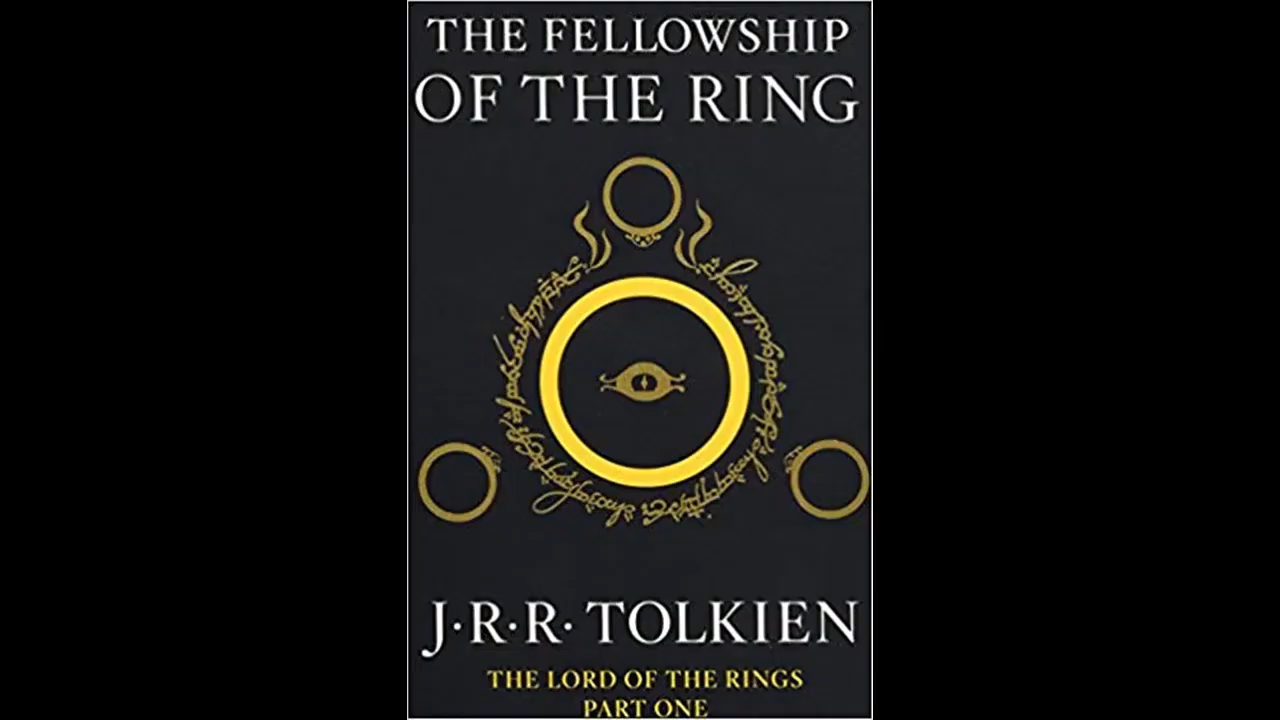 THE FELLOWSHIP
OF THE RING
J·R·R· TOLKIEN
THE LORD OF THE RINGS
PART ONE